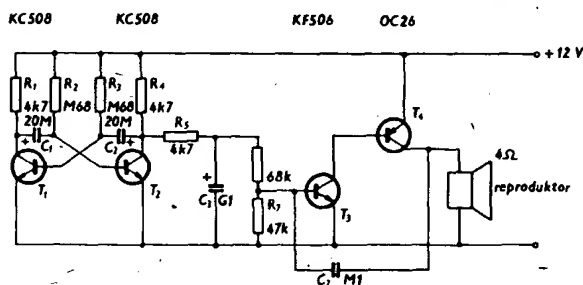 KC508 KC508 KF506 OC26
+12 V
R1 R2 R3 R4
4k7 M68 M68 4k7
20M 20M
C1 C2
R5
4k7
T1 T2
C3 G1
68k
R7
47k
T3
T4
4Ω
reproduktor
C2 M1
−